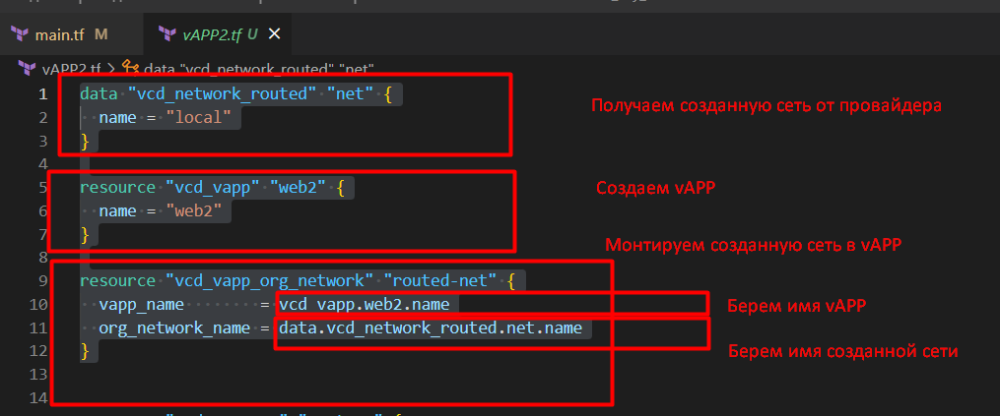 main.tf M vAPP2.tf U
vAPP2.tf > data "vcd_network_routed" "net"
1 data "vcd_network_routed" "net" {
Получаем созданную сеть от провайдера
2 name = "local"
3 }
4
5 resource "vcd_vapp" "web2" {
Создаем vAPP
6 name = "web2"
7 }
Монтируем созданную сеть в vAPP
8
9 resource "vcd_vapp_org_network" "routed-net" {
10 vapp_name = vcd_vapp.web2.name
Берем имя vAPP
11 org_network_name = data.vcd_network_routed.net.name
Берем имя созданной сети
12 }
13
14